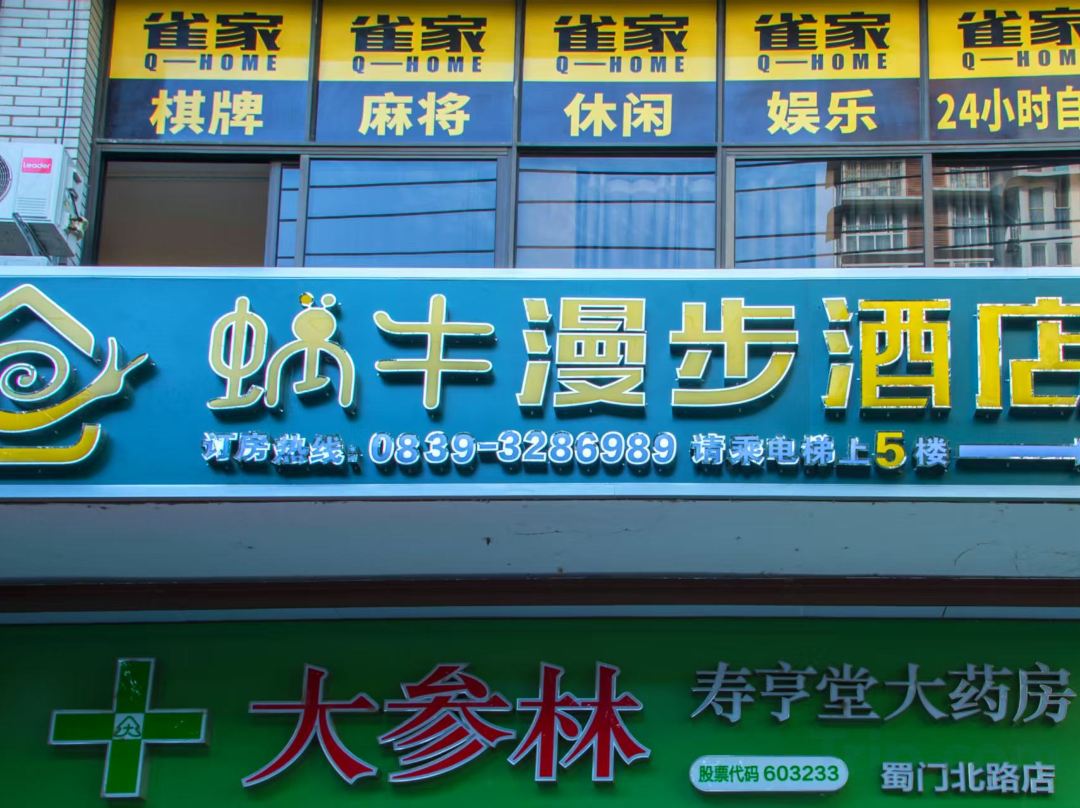 雀家 雀家 雀家 雀家 雀家
Q—HOME Q—HOME Q—HOME Q—HOME Q—HOME
棋牌 麻将 休闲 娱乐 24小时自
Leader
蜗牛漫步酒店
订房热线:0839-3286989 请乘电梯上5楼
大参林 寿亨堂大药房
股票代码 603233 蜀门北路店